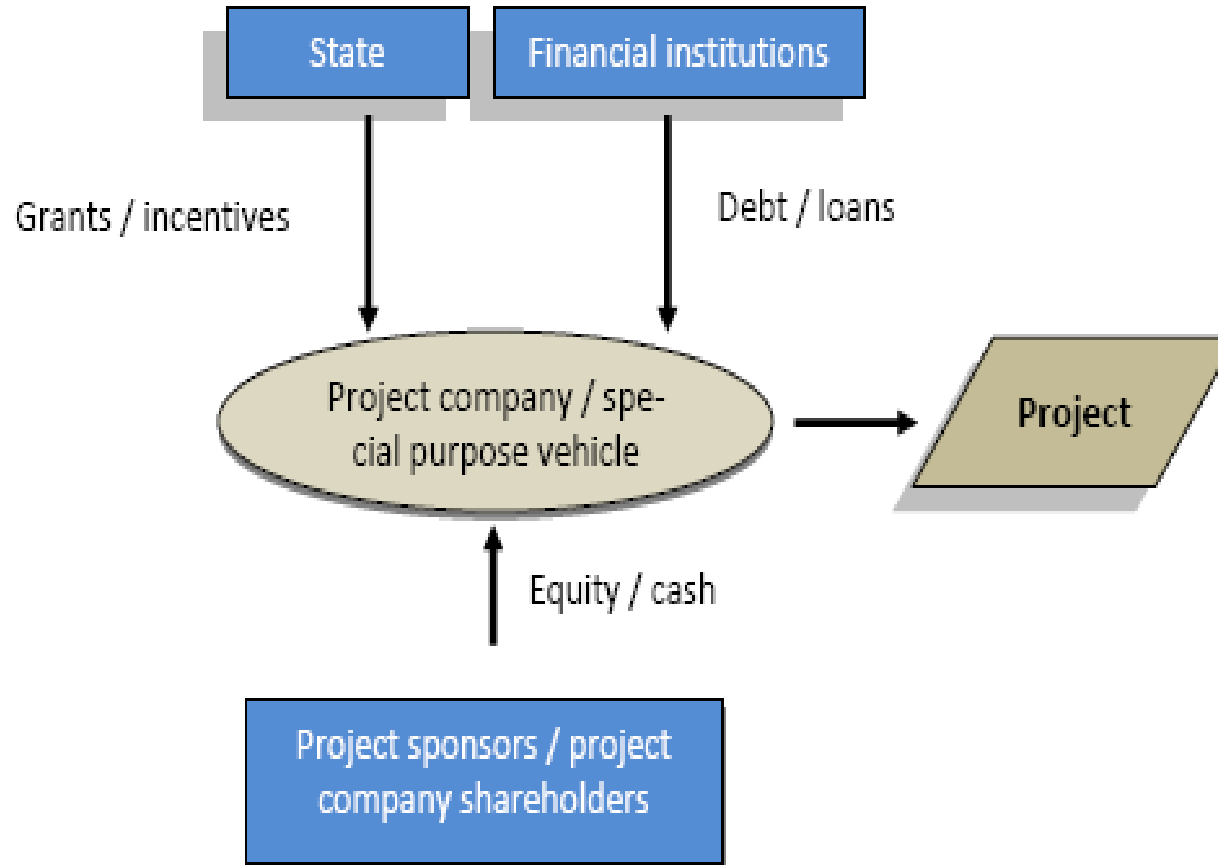 State
Financial institutions
Grants / incentives
Debt / loans
Project company / spe-
cial purpose vehicle
Project
Equity / cash
Project sponsors / project
company shareholders